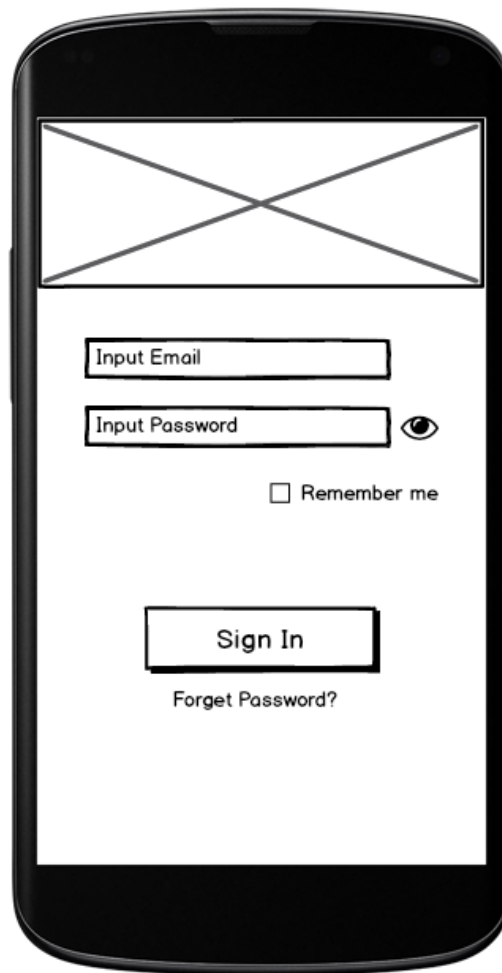 Input Email
Input Password
Remember me
Sign In
Forget Password?